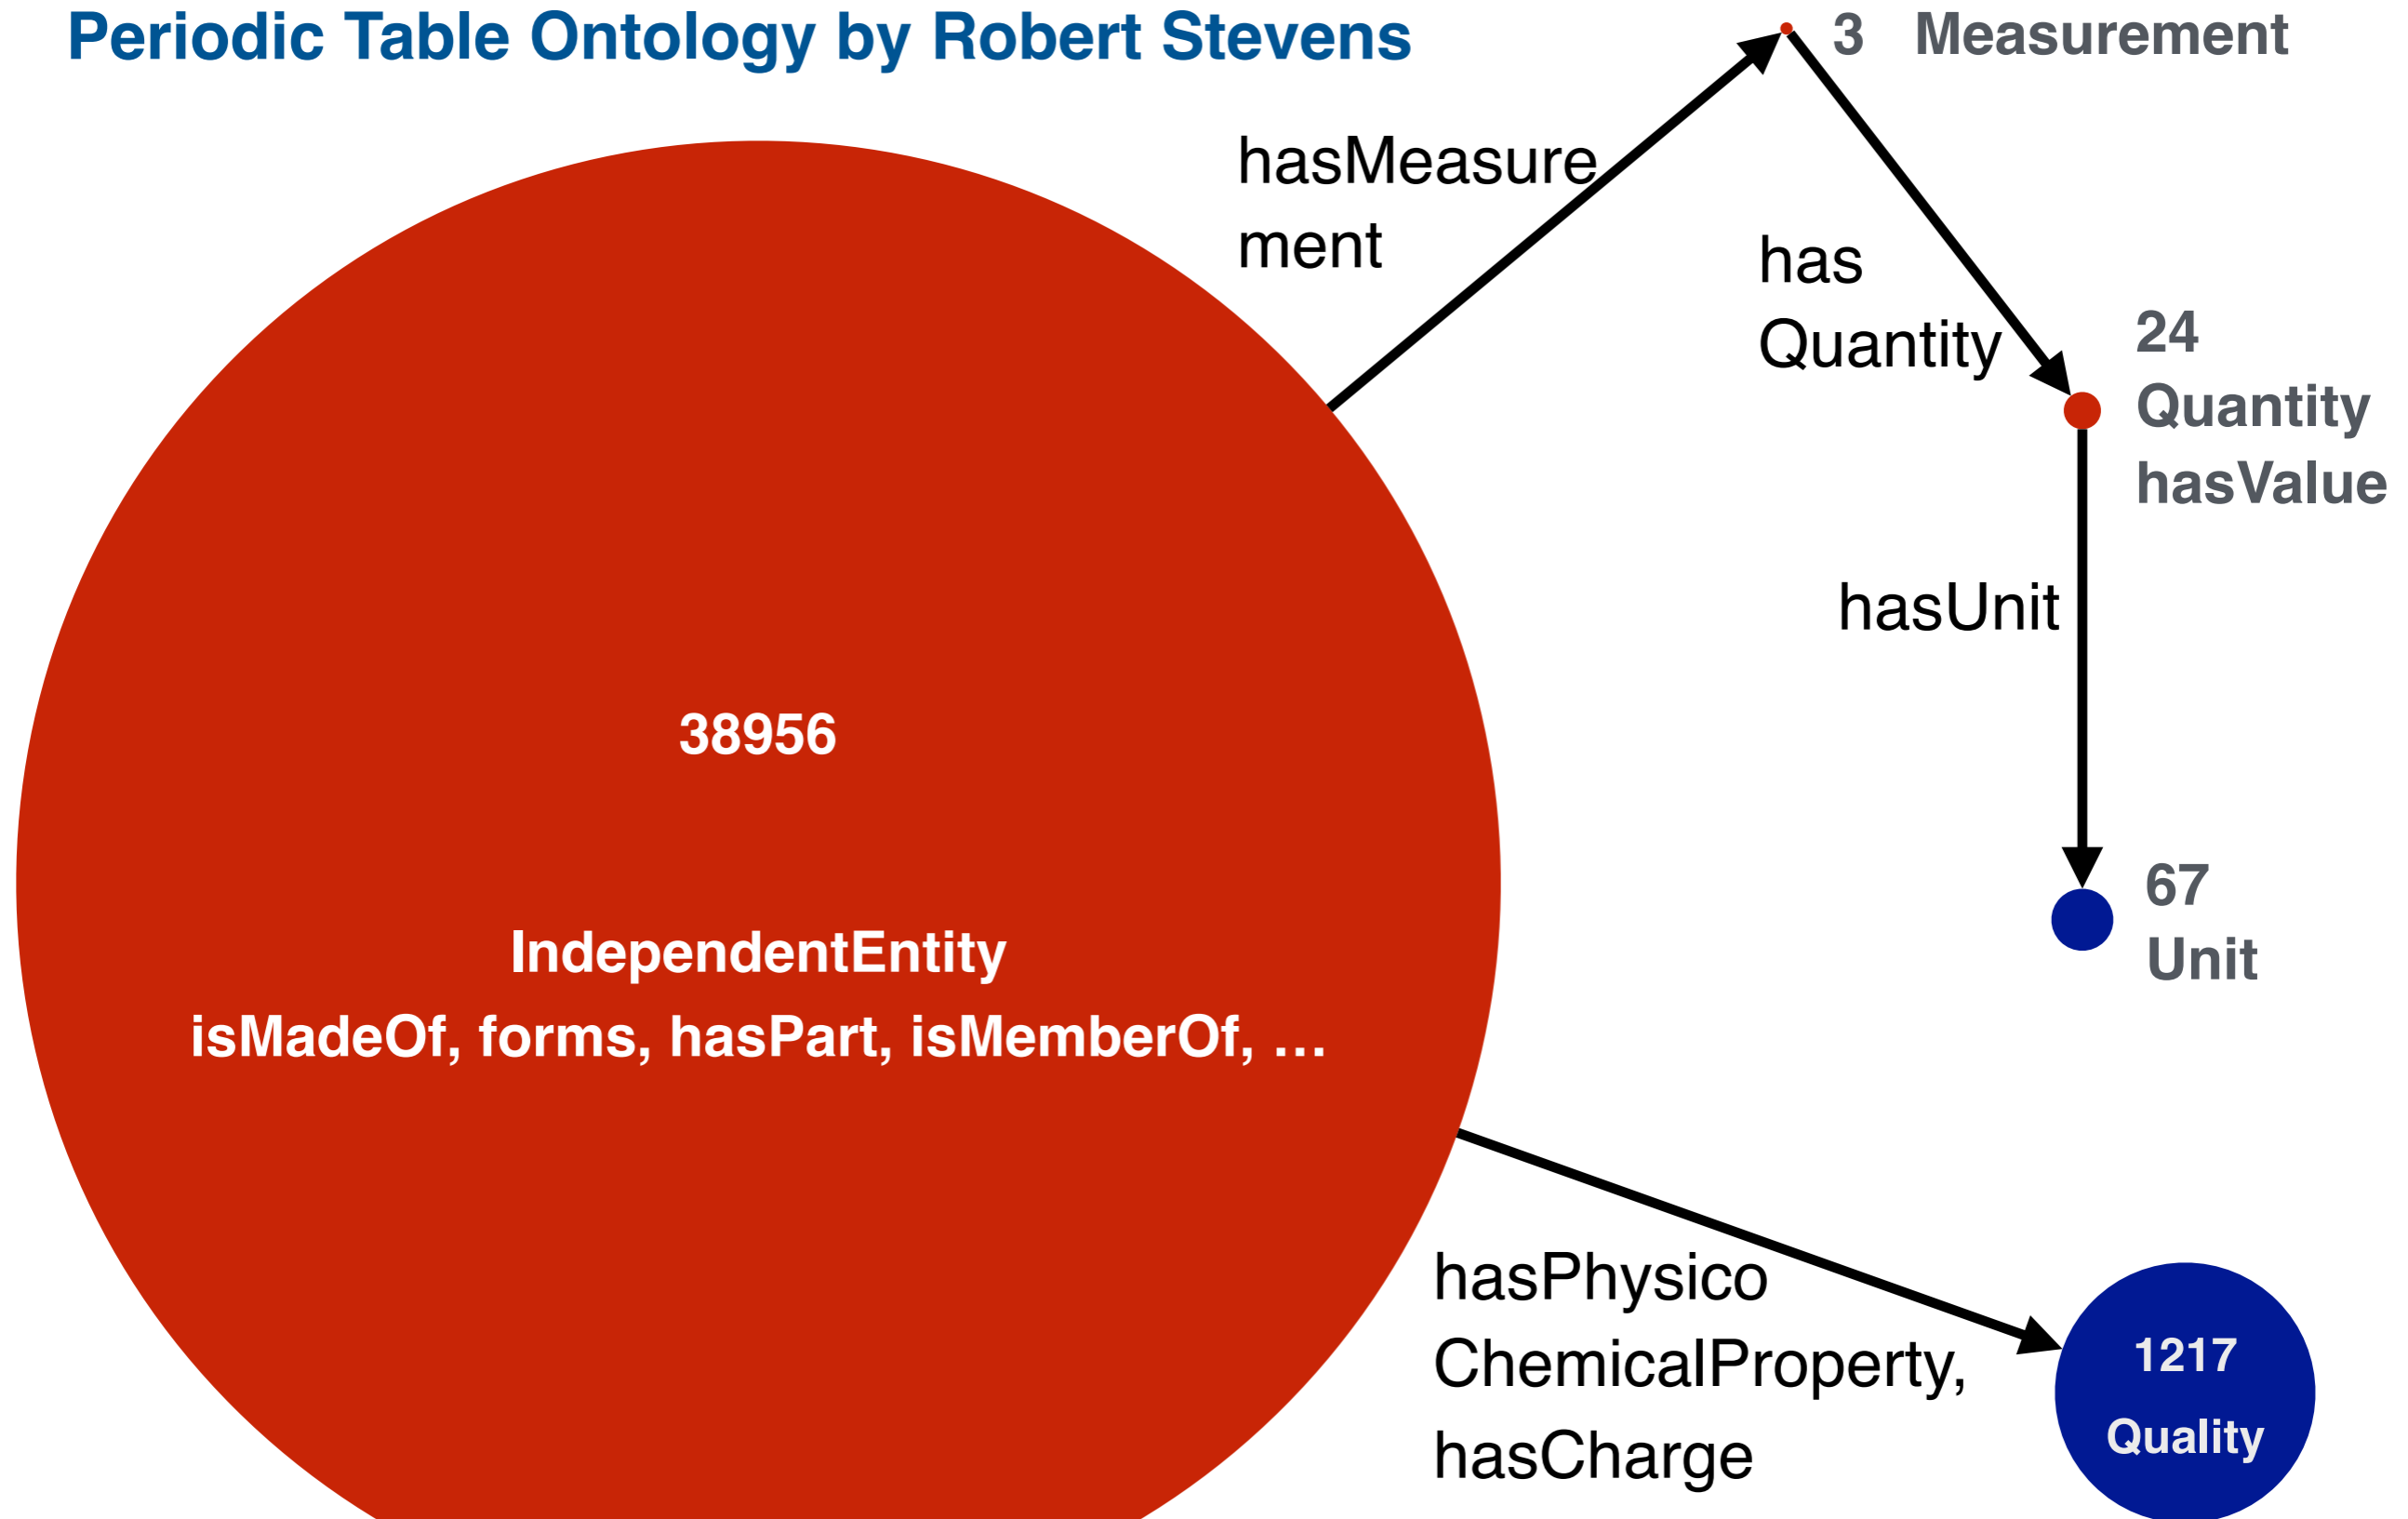 Periodic Table Ontology by Robert Stevens
3 Measurement
hasMeasure
ment
has
Quantity
24
Quantity
hasValue
hasUnit
67
Unit
38956
IndependentEntity
isMadeOf, forms, hasPart, isMemberOf, …
hasPhysico
ChemicalProperty,
hasCharge
1217
Quality